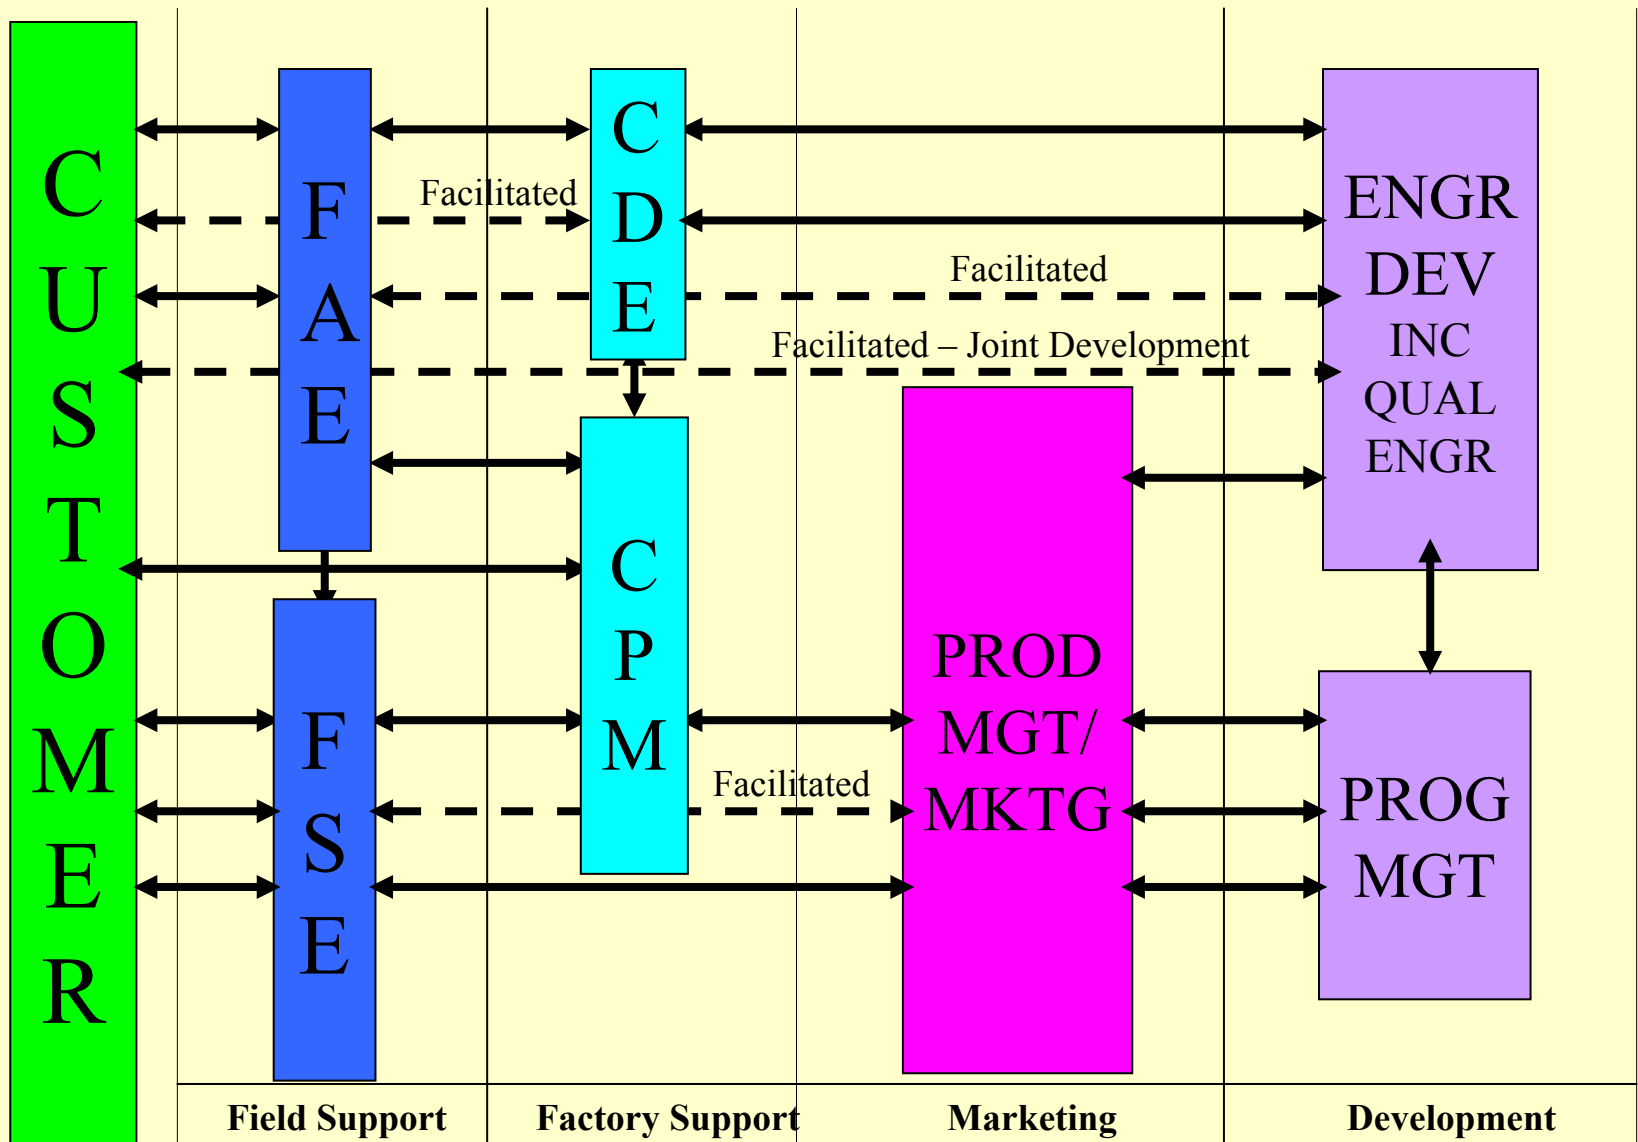 CUSTOMER
FAE
FSE
CDE
CPM
Facilitated
Facilitated
Facilitated – Joint Development
Facilitated
PROD
MGT/
MKTG
ENGR
DEV
INC
QUAL
ENGR
PROG
MGT
Field Support
Factory Support
Marketing
Development